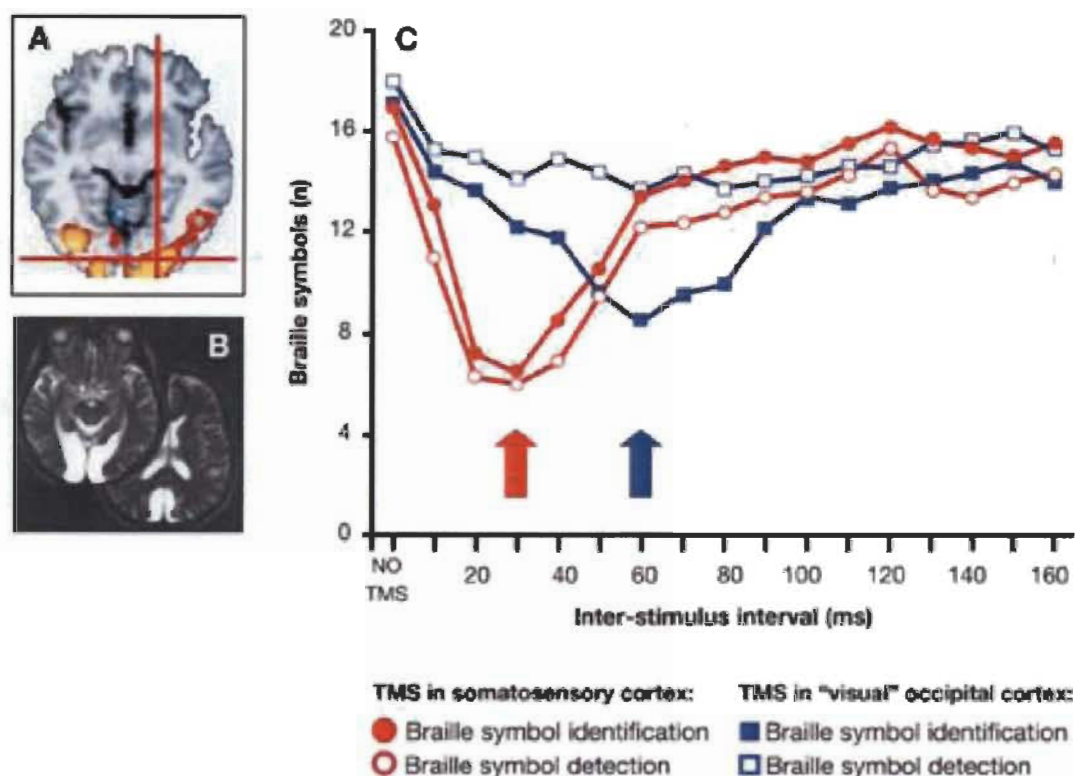 A
B
C
Braille symbols (n)
20
16
12
8
4
0
NO TMS
20
40
60
80
100
120
140
160
Inter-stimulus interval (ms)
TMS in somatosensory cortex:
Braille symbol identification
Braille symbol detection
TMS in "visual" occipital cortex:
Braille symbol identification
Braille symbol detection